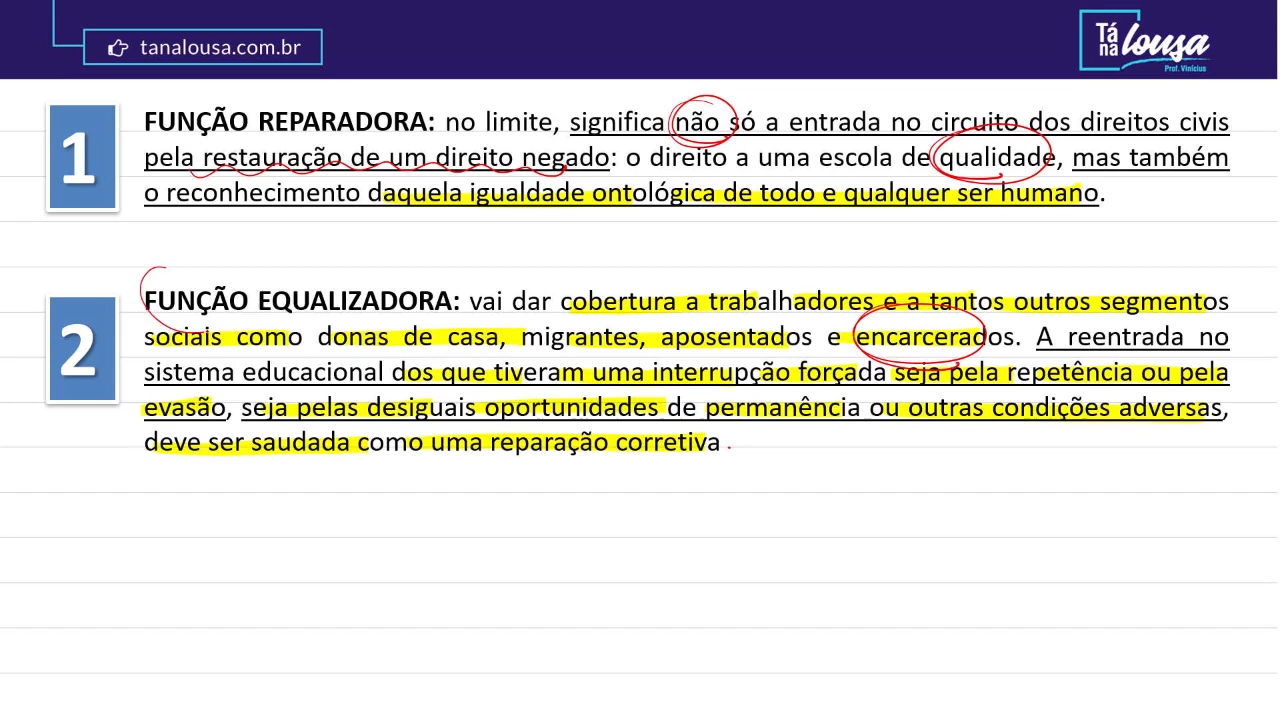 tanalousa.com.br
Tá na lousa
Prof. Vinícius
1
FUNÇÃO REPARADORA: no limite, significa não só a entrada no circuito dos direitos civis
pela restauração de um direito negado: o direito a uma escola de qualidade, mas também
o reconhecimento daquela igualdade ontológica de todo e qualquer ser humano.
2
FUNÇÃO EQUALIZADORA: vai dar cobertura a trabalhadores e a tantos outros segmentos
sociais como donas de casa, migrantes, aposentados e encarcerados. A reentrada no
sistema educacional dos que tiveram uma interrupção forçada seja pela repetência ou pela
evasão, seja pelas desiguais oportunidades de permanência ou outras condições adversas,
deve ser saudada como uma reparação corretiva